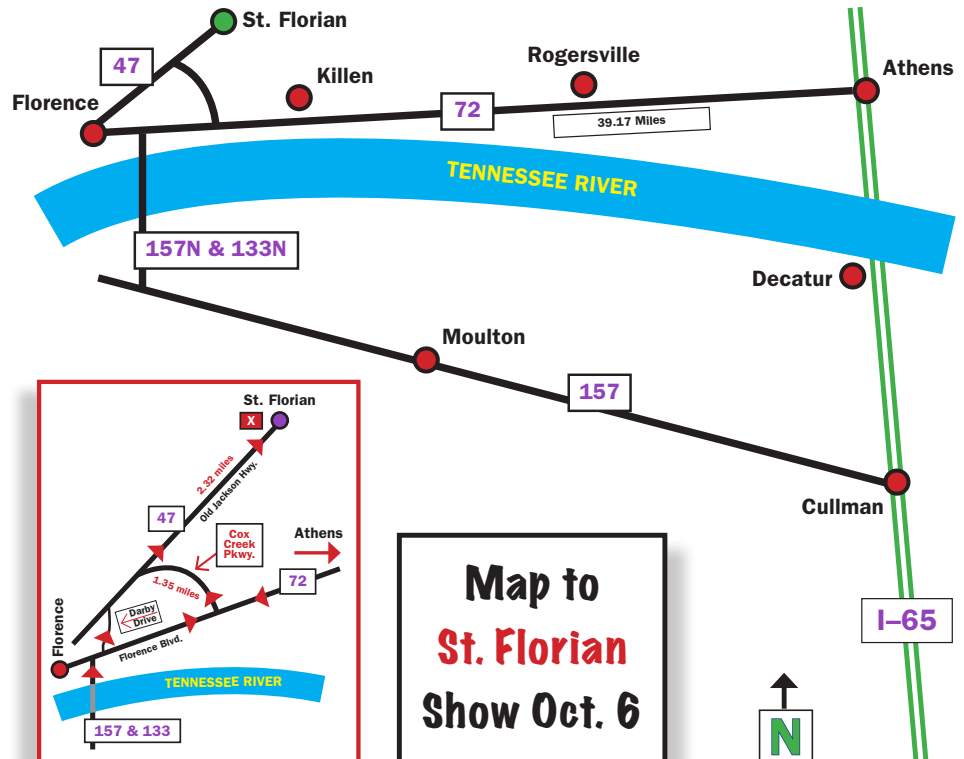 St. Florian
47
Killen
Rogersville
Athens
Florence
72
39.17 Miles
TENNESSEE RIVER
157N & 133N
Decatur
Moulton
157
Cullman
I–65
St. Florian
X
2.32 miles
Old Jackson Hwy.
47
Cox
Creek
Pkwy.
Athens
72
1.35 miles
Darby
Drive
Florence Blvd.
Florence
TENNESSEE RIVER
157 & 133
Map to
St. Florian
Show Oct. 6
N